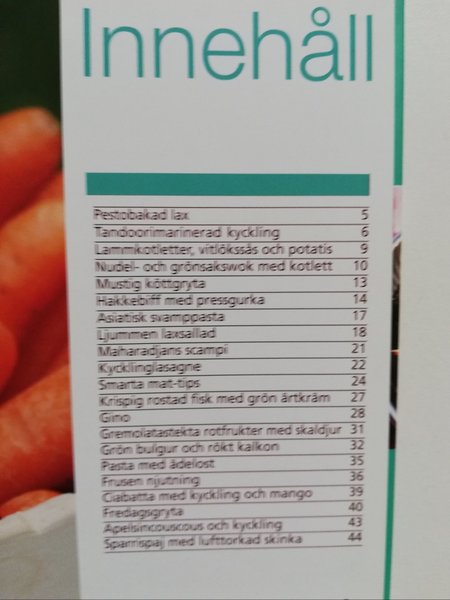 Innehåll
Pestobakad lax 5
Tandoorimarinerad kyckling 6
Lammkotletter, vitlökssås och potatis 9
Nudel- och grönsakswok med kotlett 10
Mustig köttgryta 13
Hakkebiff med pressgurka 14
Asiatisk svamppasta 17
Ljummen laxsallad 18
Maharadjans scampi 21
Kycklinglasagne 22
Smarta mat-tips 24
Krispig rostad fisk med grön ärtkräm 27
Gino 28
Gremolatastekta rotfrukter med skaldjur 31
Grön bulgur och rökt kalkon 32
Pasta med ädelost 35
Frusen njutning 36
Ciabatta med kyckling och mango 39
Fredagsgryta 40
Apelsincouscous och kyckling 43
Sparrispaj med lufttorkad skinka 44